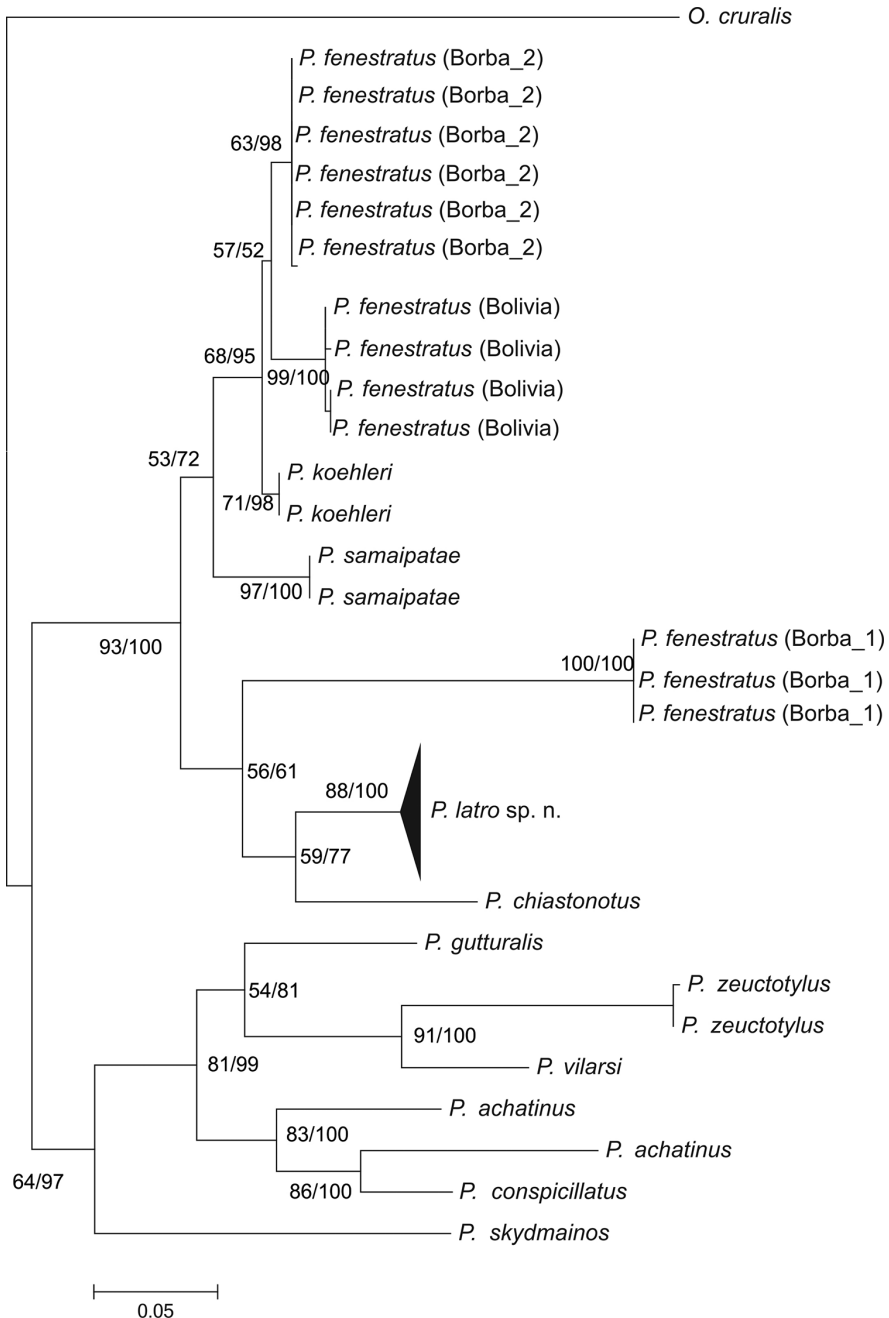 O. cruralis
P. fenestratus (Borba_2)
P. fenestratus (Borba_2)
P. fenestratus (Borba_2)
63/98
P. fenestratus (Borba_2)
P. fenestratus (Borba_2)
P. fenestratus (Borba_2)
57/52
P. fenestratus (Bolivia)
P. fenestratus (Bolivia)
68/95
99/100
P. fenestratus (Bolivia)
P. fenestratus (Bolivia)
53/72
P. koehleri
71/98
P. koehleri
P. samaipatae
97/100
P. samaipatae
93/100
P. fenestratus (Borba_1)
100/100
P. fenestratus (Borba_1)
P. fenestratus (Borba_1)
56/61
88/100
P. latro sp. n.
59/77
P. chiastonotus
P. gutturalis
54/81
P. zeuctotylus
P. zeuctotylus
91/100
81/99
P. vilarsi
P. achatinus
83/100
P. achatinus
64/97
86/100
P. conspicillatus
P. skydmainos
0.05